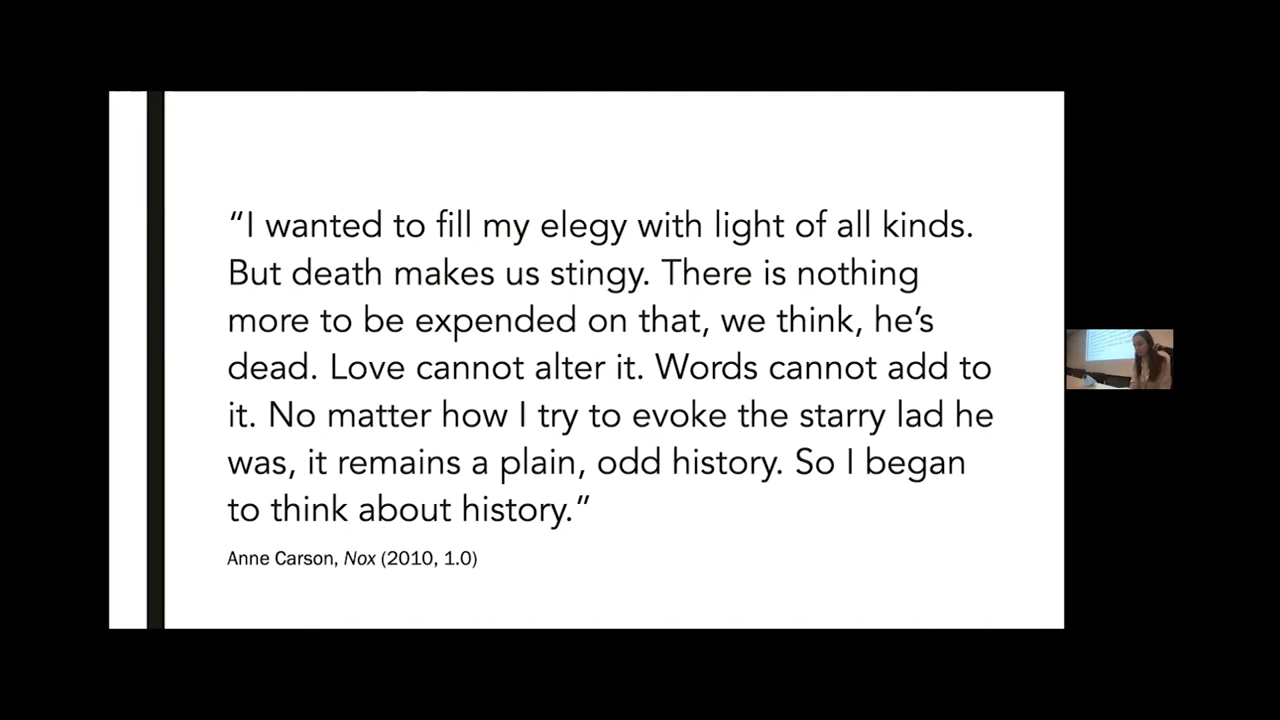 “I wanted to fill my elegy with light of all kinds.
But death makes us stingy. There is nothing
more to be expended on that, we think, he’s
dead. Love cannot alter it. Words cannot add to
it. No matter how I try to evoke the starry lad he
was, it remains a plain, odd history. So I began
to think about history.”
Anne Carson, Nox (2010, 1.0)